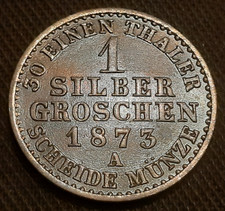 30 EINEN THALER
1
SILBER
GROSCHEN
1873
A
SCHEIDE MÜNZE